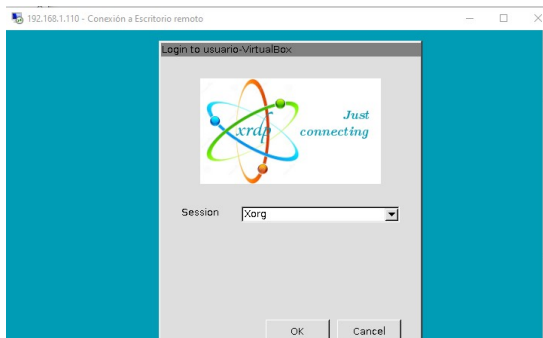 192.168.1.110 - Conexión a Escritorio remoto
Login to usuario-VirtualBox
Just
xrdp connecting
Session Xorg
OK Cancel